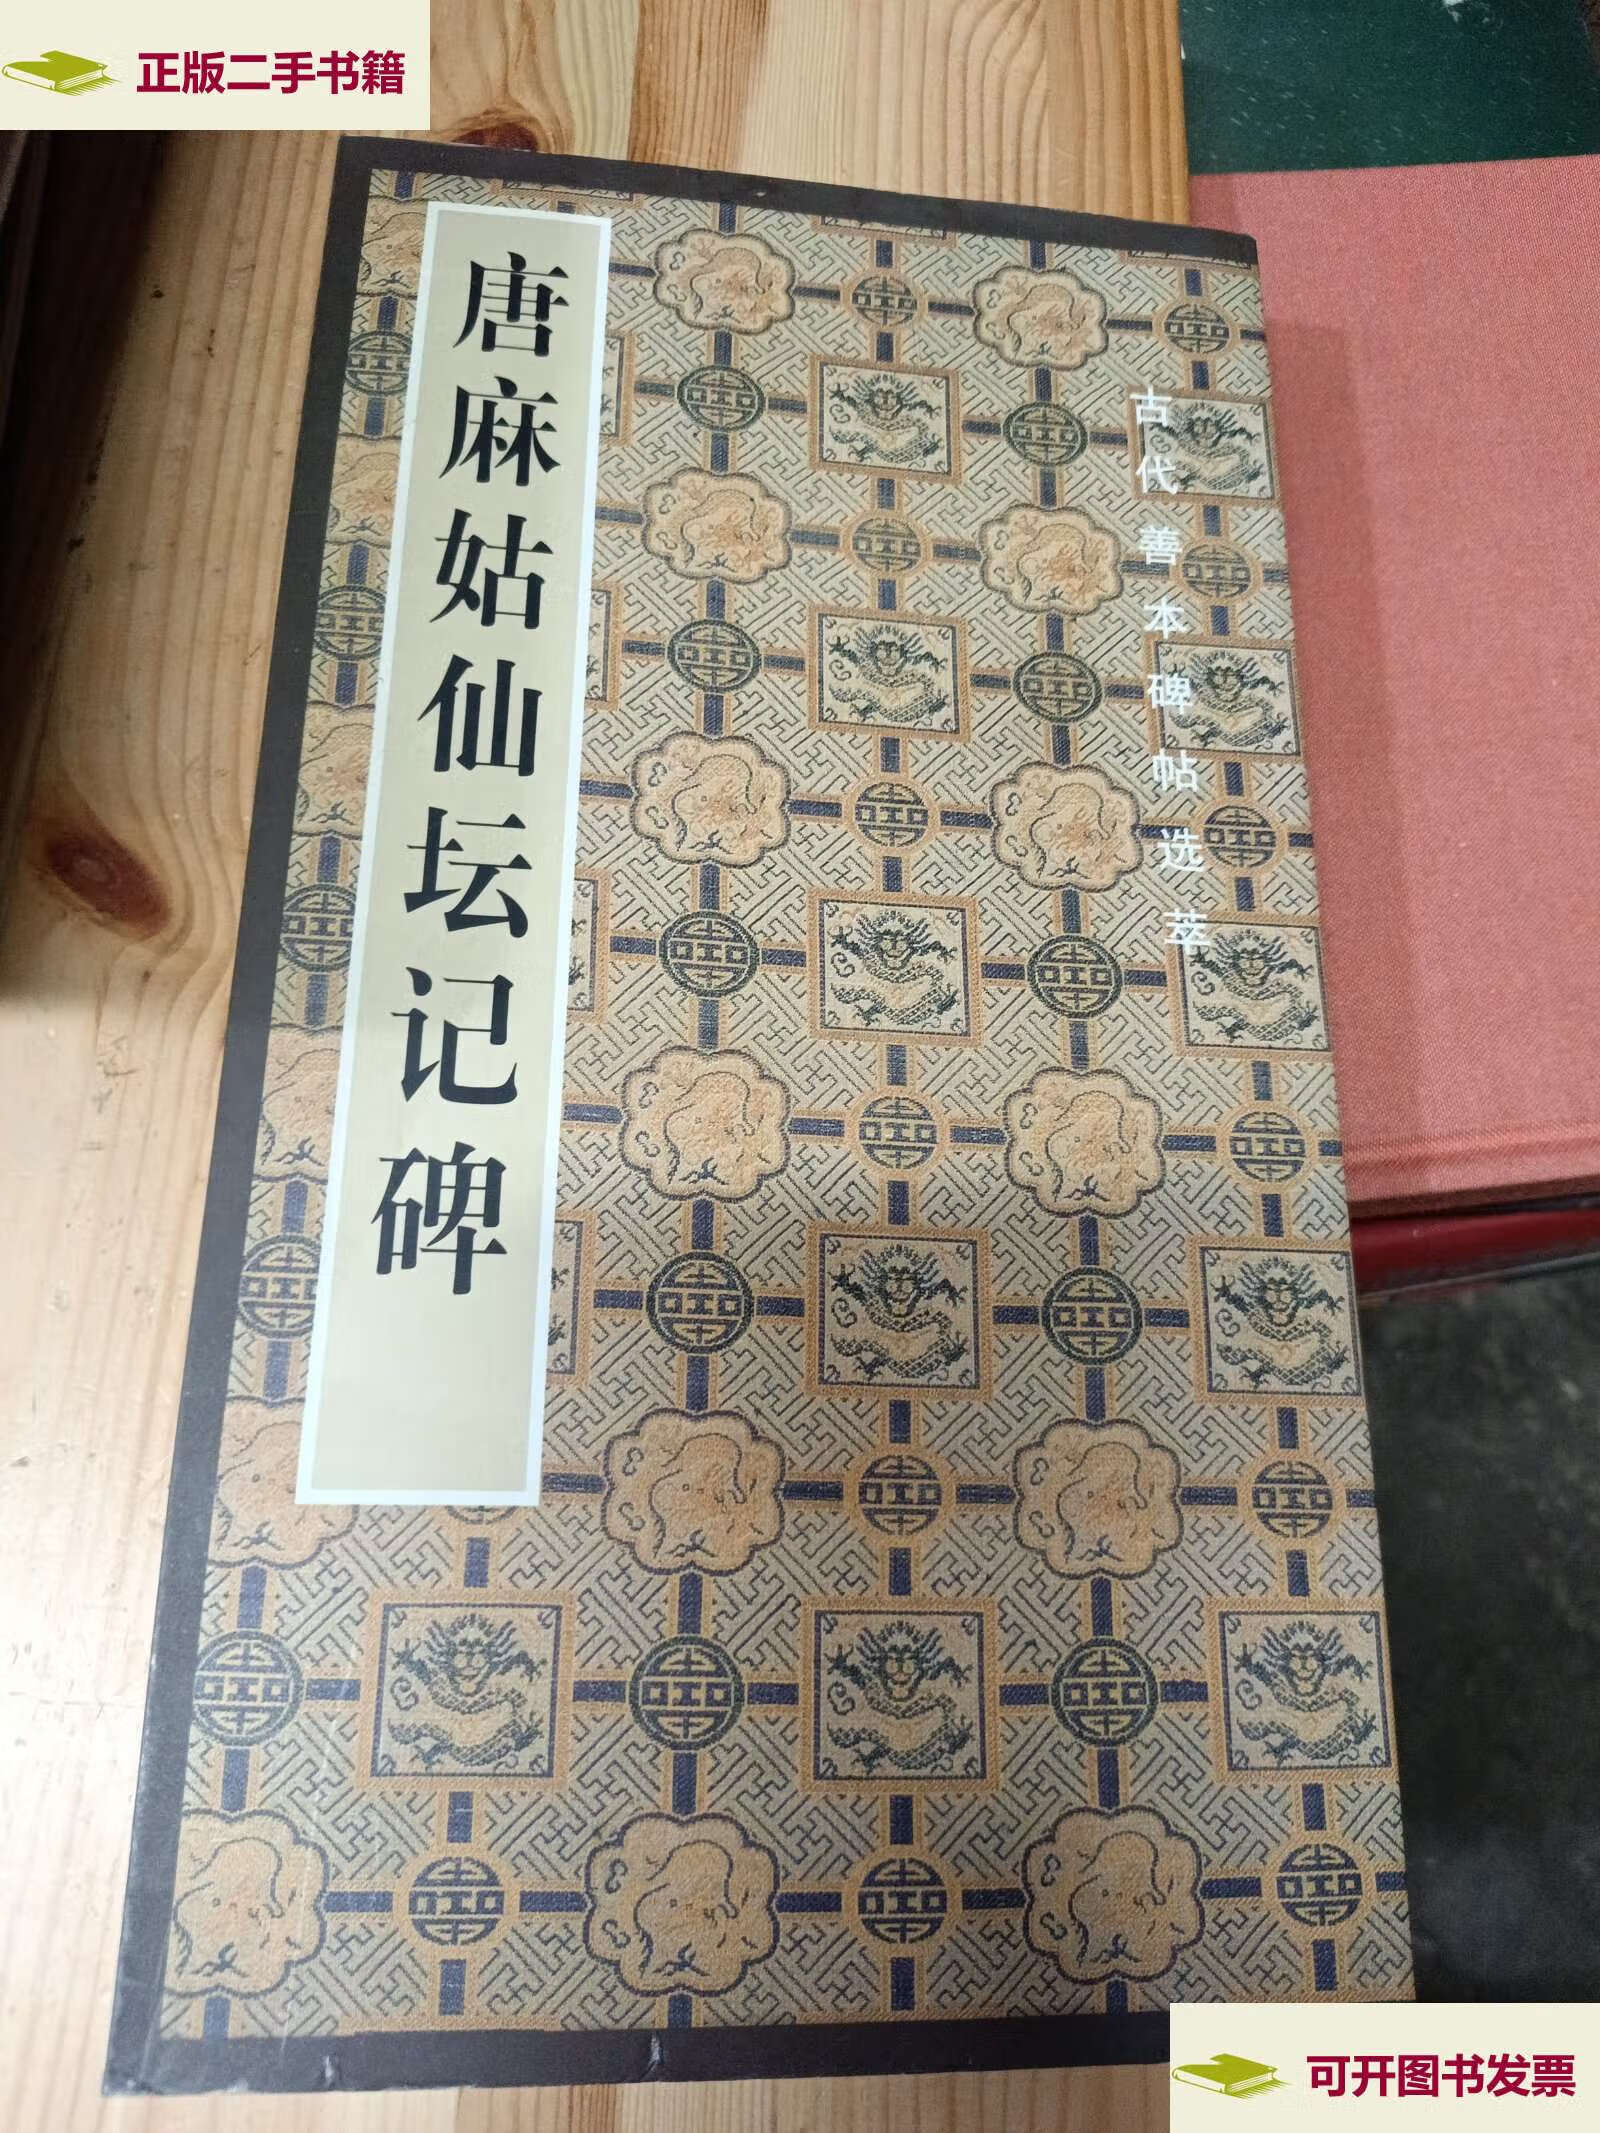 正版二手书籍
唐麻姑仙坛记碑
古代善本碑帖选萃
可开图书发票